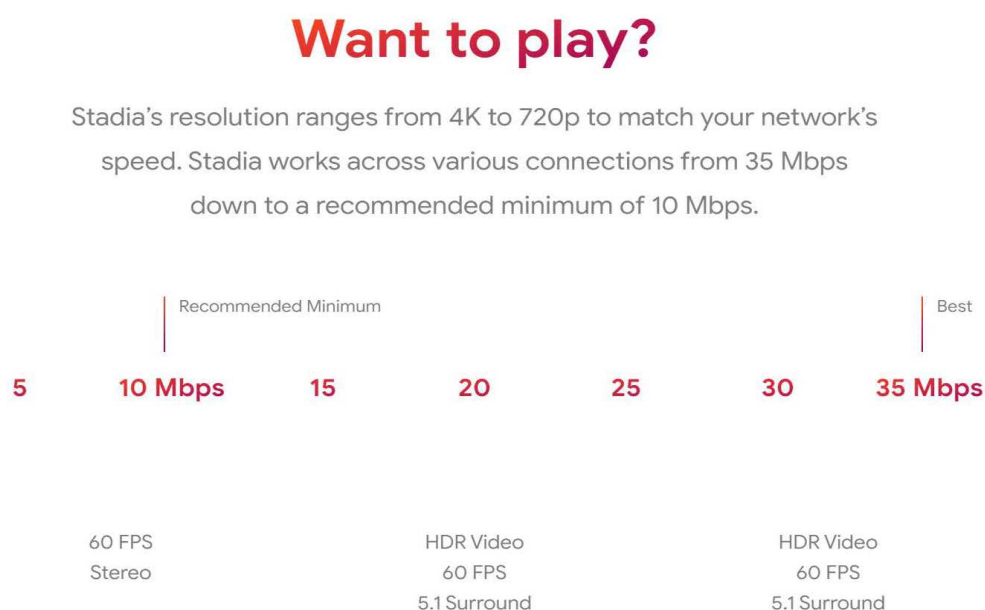 Want to play?
Stadia’s resolution ranges from 4K to 720p to match your network’s
speed. Stadia works across various connections from 35 Mbps
down to a recommended minimum of 10 Mbps.
Recommended Minimum
Best
5
10 Mbps
15
20
25
30
35 Mbps
60 FPS
Stereo
HDR Video
60 FPS
5.1 Surround
HDR Video
60 FPS
5.1 Surround